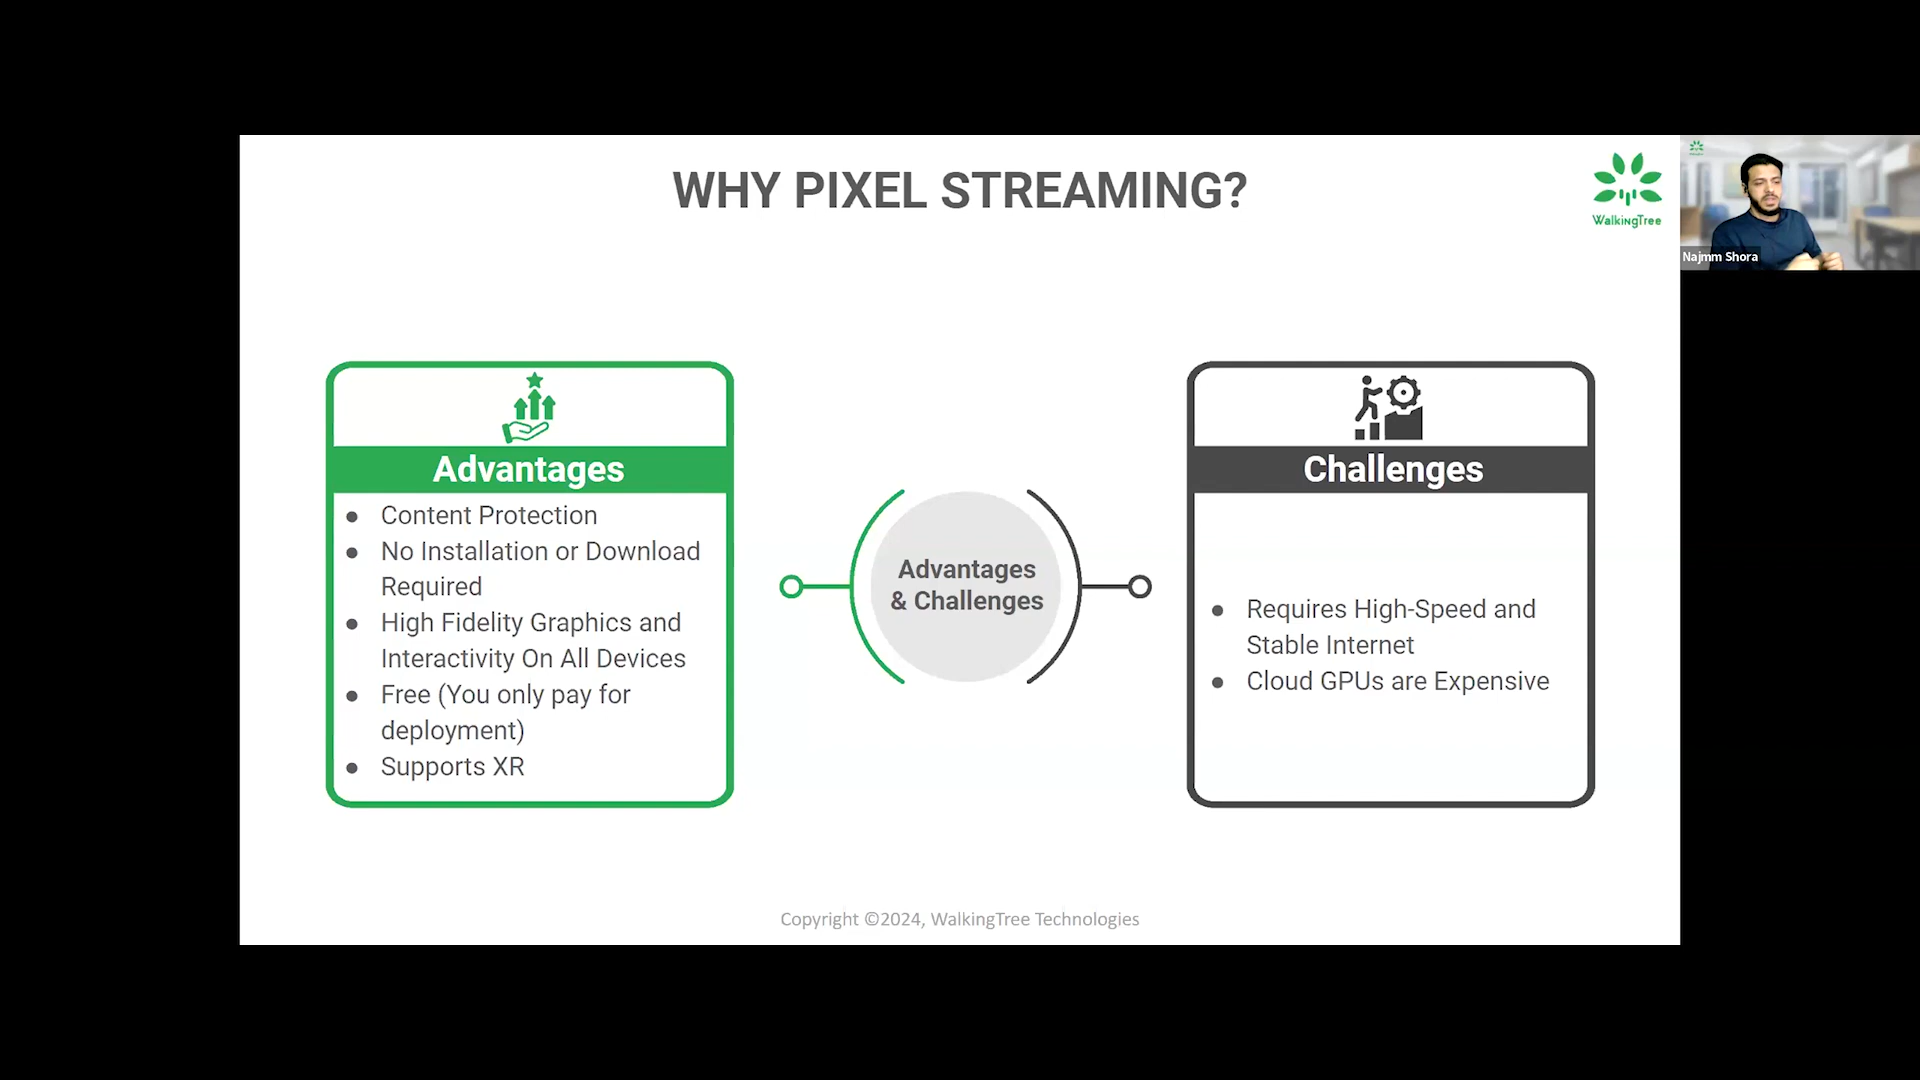 WHY PIXEL STREAMING?
WalkingTree
Najmm Shora
Advantages
● Content Protection
● No Installation or Download
Required
● High Fidelity Graphics and
Interactivity On All Devices
● Free (You only pay for
deployment)
● Supports XR
Advantages
& Challenges
Challenges
● Requires High-Speed and
Stable Internet
● Cloud GPUs are Expensive
Copyright ©2024, WalkingTree Technologies